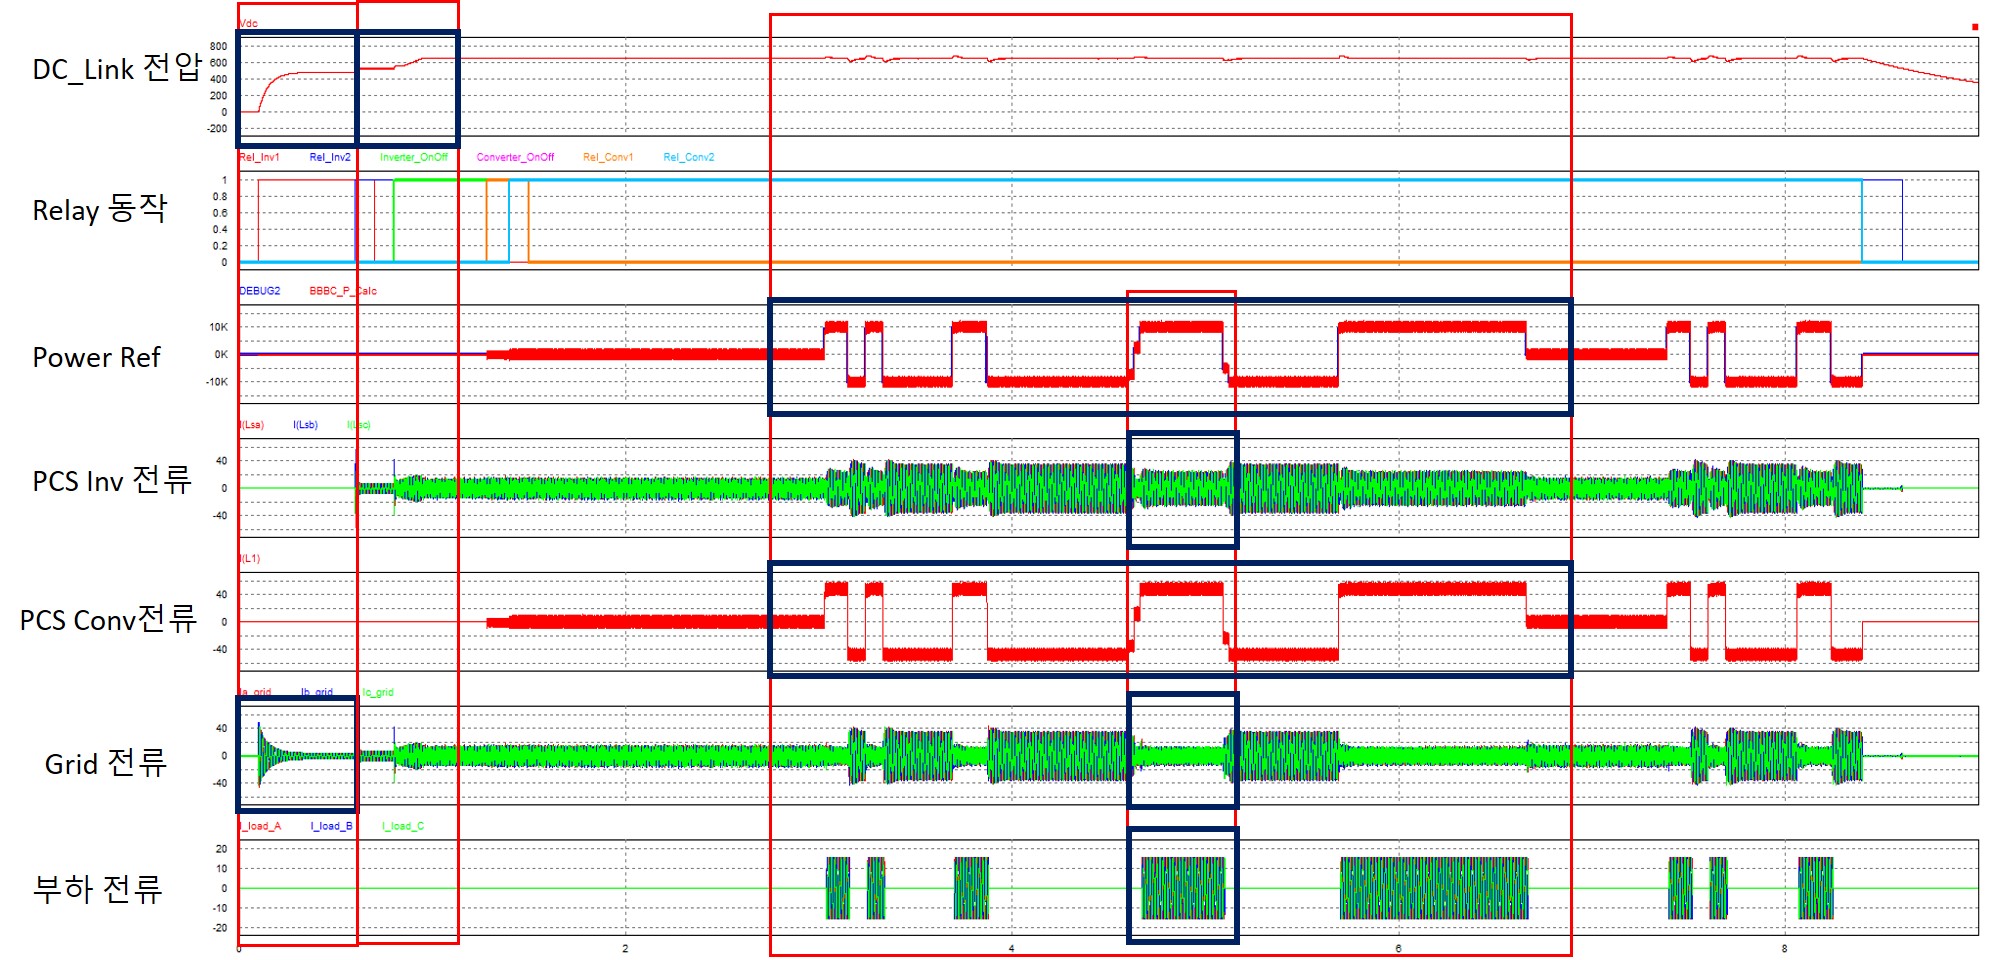 Vdc
DC_Link 전압
800
600
400
200
0
-200
Rel_Inv1 Rel_Inv2 Inverter_OnOff Converter_OnOff Rel_Conv1 Rel_Conv2
Relay 동작
1
0.8
0.6
0.4
0.2
0
DEBUG2 BBBC_P_Calc
Power Ref
10K
0K
-10K
I(Lsa) I(Lsb) I(Lsc)
PCS Inv 전류
40
0
-40
I(L1)
PCS Conv전류
40
0
-40
Ia_grid Ib_grid Ic_grid
Grid 전류
40
0
-40
I_load_A I_load_B I_load_C
부하 전류
20
10
0
-10
-20
0 2 4 6 8